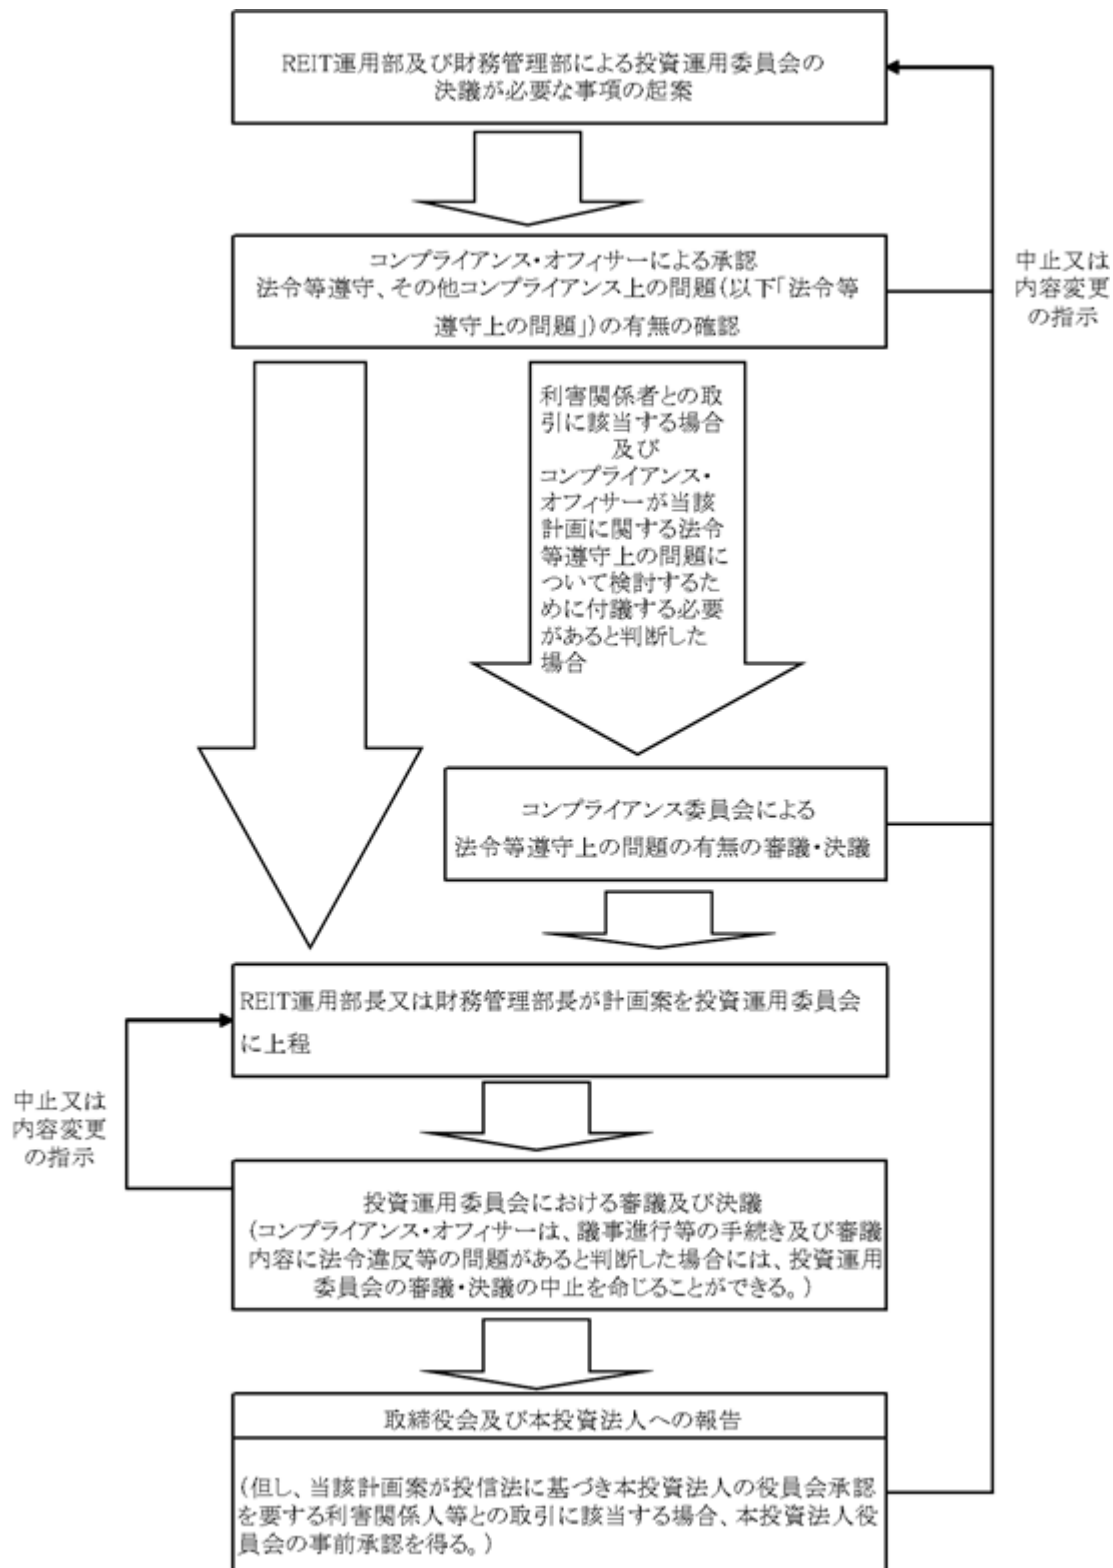 REIT運用部及び財務管理部による投資運用委員会の
決議が必要な事項の起案
コンプライアンス・オフィサーによる承認
法令等遵守、その他コンプライアンス上の問題(以下「法令等
遵守上の問題」)の有無の確認
中止又は
内容変更
の指示
利害関係者との取
引に該当する場合
及び
コンプライアンス・
オフィサーが当該
計画に関する法令
等遵守上の問題に
ついて検討するた
めに付議する必要
があると判断した
場合
コンプライアンス委員会による
法令等遵守上の問題の有無の審議・決議
REIT運用部長又は財務管理部長が計画案を投資運用委員会
に上程
中止又は
内容変更
の指示
投資運用委員会における審議及び決議
(コンプライアンス・オフィサーは、議事進行等の手続き及び審議
内容に法令違反等の問題があると判断した場合には、投資運用
委員会の審議・決議の中止を命じることができる。)
取締役会及び本投資法人への報告
(但し、当該計画案が投信法に基づき本投資法人の役員会承認
を要する利害関係人等との取引に該当する場合、本投資法人役
員会の事前承認を得る。)